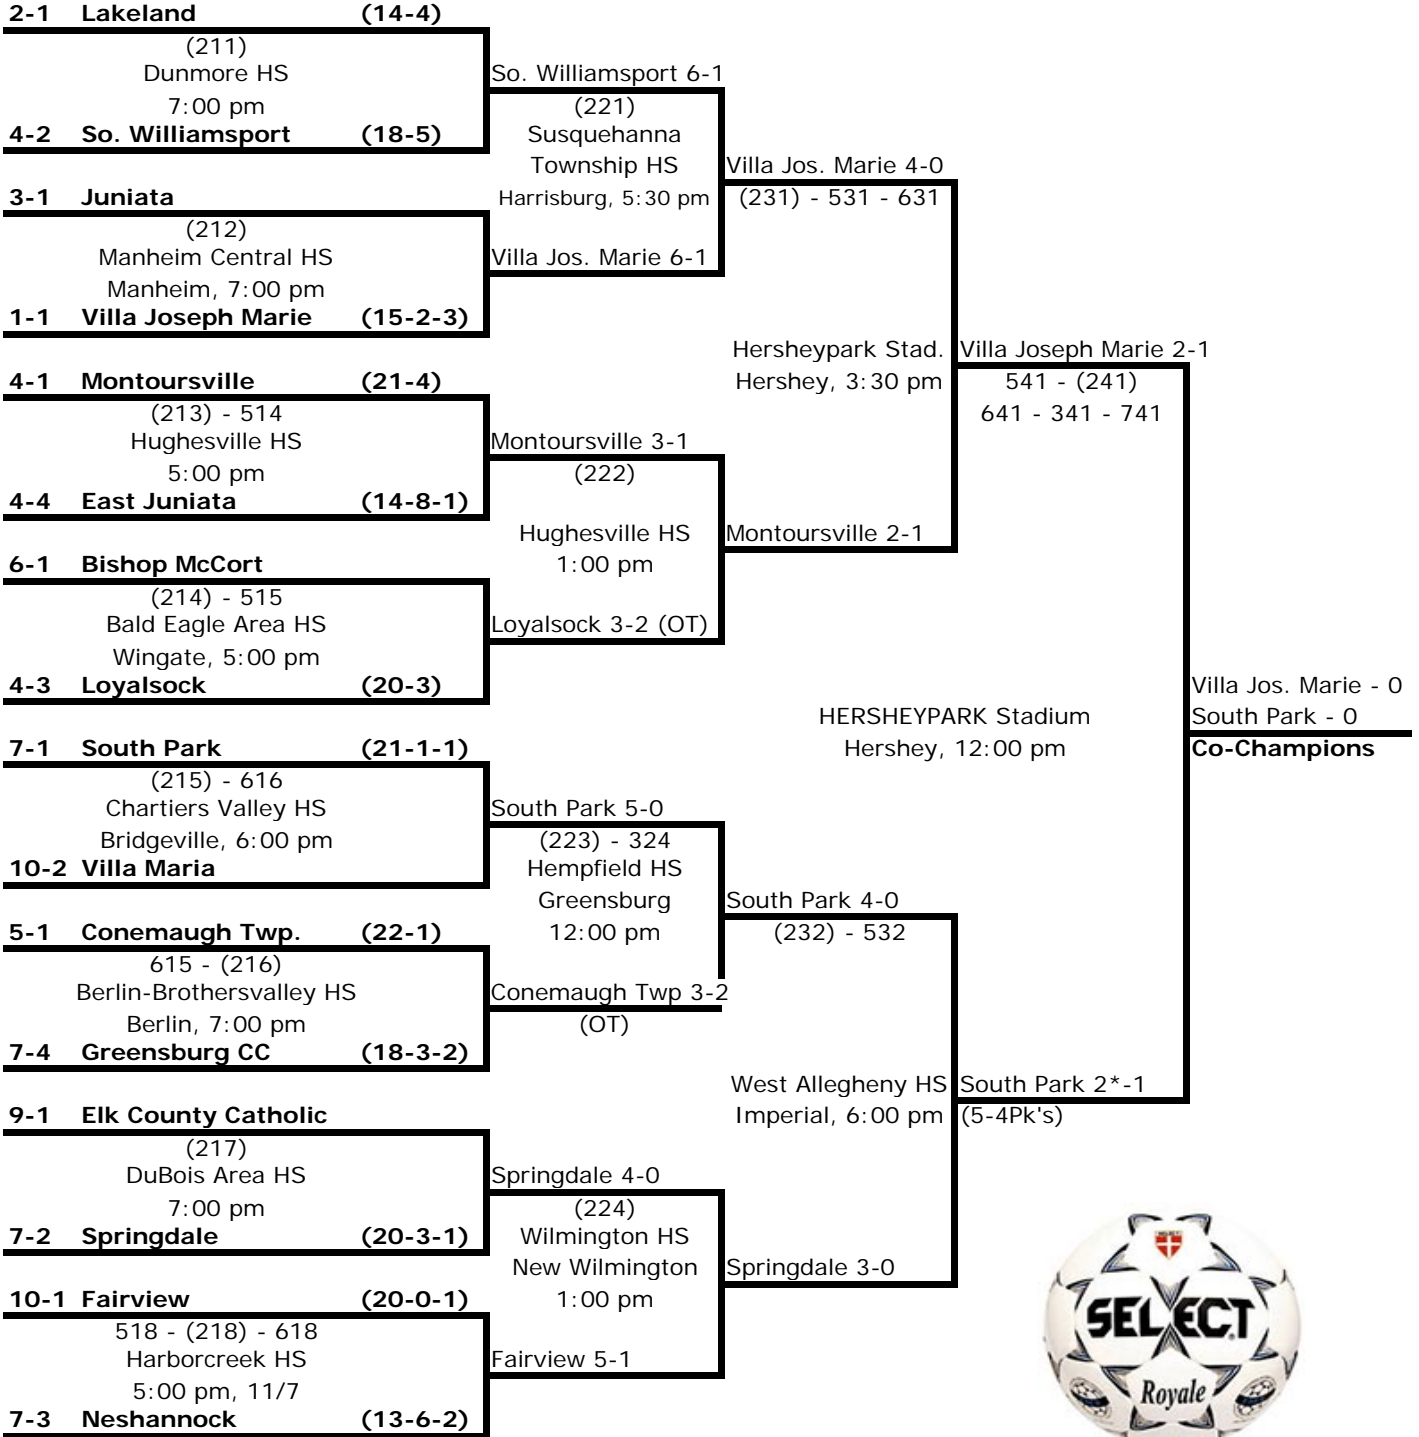 2-1 Lakeland (14-4)
(211)
Dunmore HS
7:00 pm
4-2 So. Williamsport (18-5)
3-1 Juniata
(212)
Manheim Central HS
Manheim, 7:00 pm
1-1 Villa Joseph Marie (15-2-3)
4-1 Montoursville (21-4)
(213) - 514
Hughesville HS
5:00 pm
4-4 East Juniata (14-8-1)
6-1 Bishop McCort
(214) - 515
Bald Eagle Area HS
Wingate, 5:00 pm
4-3 Loyalsock (20-3)
7-1 South Park (21-1-1)
(215) - 616
Chartiers Valley HS
Bridgeville, 6:00 pm
10-2 Villa Maria
5-1 Conemaugh Twp. (22-1)
615 - (216)
Berlin-Brothersvalley HS
Berlin, 7:00 pm
7-4 Greensburg CC (18-3-2)
9-1 Elk County Catholic
(217)
DuBois Area HS
7:00 pm
7-2 Springdale (20-3-1)
10-1 Fairview (20-0-1)
518 - (218) - 618
Harborcreek HS
5:00 pm, 11/7
7-3 Neshannock (13-6-2)
So. Williamsport 6-1
(221)
Susquehanna
Township HS
Harrisburg, 5:30 pm
Villa Jos. Marie 6-1
Montoursville 3-1
(222)
Hughesville HS
1:00 pm
Loyalsock 3-2 (OT)
South Park 5-0
(223) - 324
Hempfield HS
Greensburg
12:00 pm
Conemaugh Twp 3-2
(OT)
Springdale 4-0
(224)
Wilmington HS
New Wilmington
1:00 pm
Fairview 5-1
Villa Jos. Marie 4-0
(231) - 531 - 631
Hersheypark Stad.
Hershey, 3:30 pm
Montoursville 2-1
South Park 4-0
(232) - 532
West Allegheny HS
Imperial, 6:00 pm
Springdale 3-0
Villa Joseph Marie 2-1
541 - (241)
641 - 341 - 741
HERSHEYPARK Stadium
Hershey, 12:00 pm
South Park 2*-1
(5-4Pk's)
Villa Jos. Marie - 0
South Park - 0
Co-Champions
SELECT
Royale